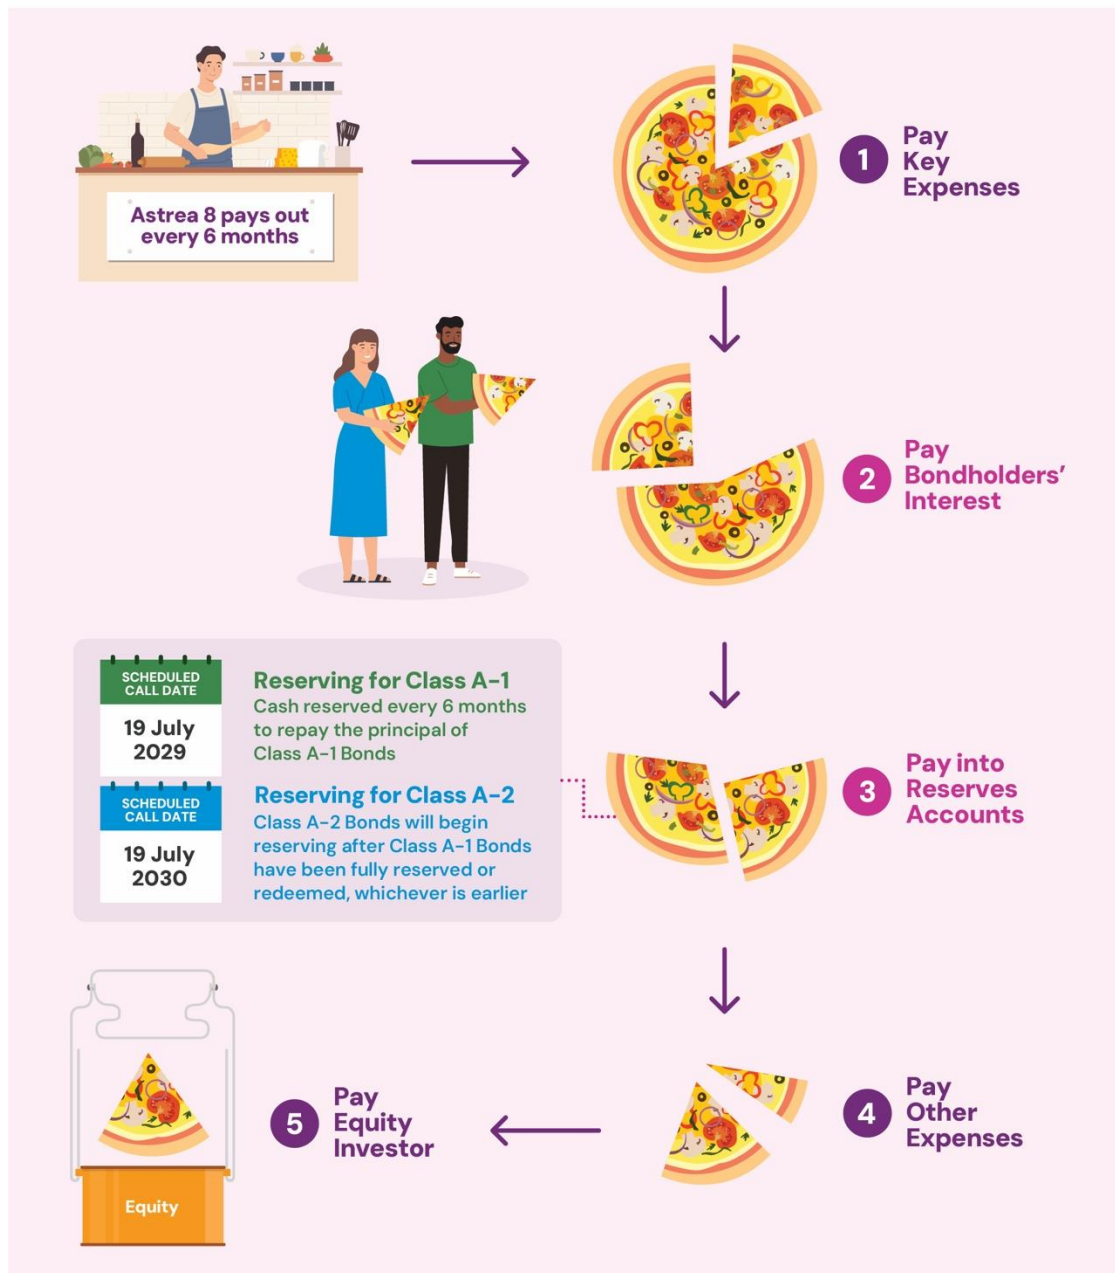 Astrea 8 pays out
every 6 months
1
Pay
Key
Expenses
2
Pay
Bondholders’
Interest
SCHEDULED
CALL DATE
19 July
2029
Reserving for Class A-1
Cash reserved every 6 months
to repay the principal of
Class A-1 Bonds
SCHEDULED
CALL DATE
19 July
2030
Reserving for Class A-2
Class A-2 Bonds will begin
reserving after Class A-1 Bonds
have been fully reserved or
redeemed, whichever is earlier
3
Pay into
Reserves
Accounts
4
Pay
Other
Expenses
5
Pay
Equity
Investor
Equity